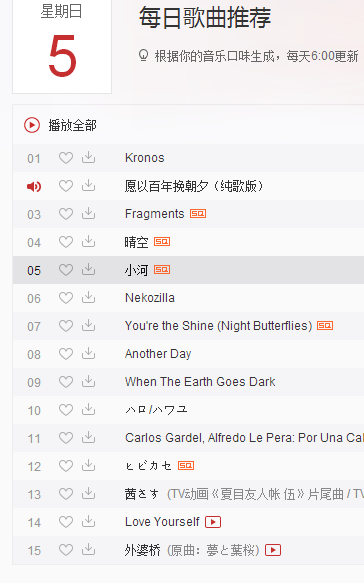 星期日
5
每日歌曲推荐
根据你的音乐口味生成，每天6:00更新
播放全部
01 Kronos
愿以百年挽朝夕（纯歌版）
03 Fragments SQ
04 晴空 SQ
05 小河 SQ
06 Nekozilla
07 You're the Shine (Night Butterflies) SQ
08 Another Day
09 When The Earth Goes Dark
10 ハロ/ハワユ
11 Carlos Gardel, Alfredo Le Pera: Por Una Ca
12 ヒビカセ SQ
13 茜さす (TV动画《夏目友人帐 伍》片尾曲 / T
14 Love Yourself
15 外婆桥 (原曲：夢と葉桜)